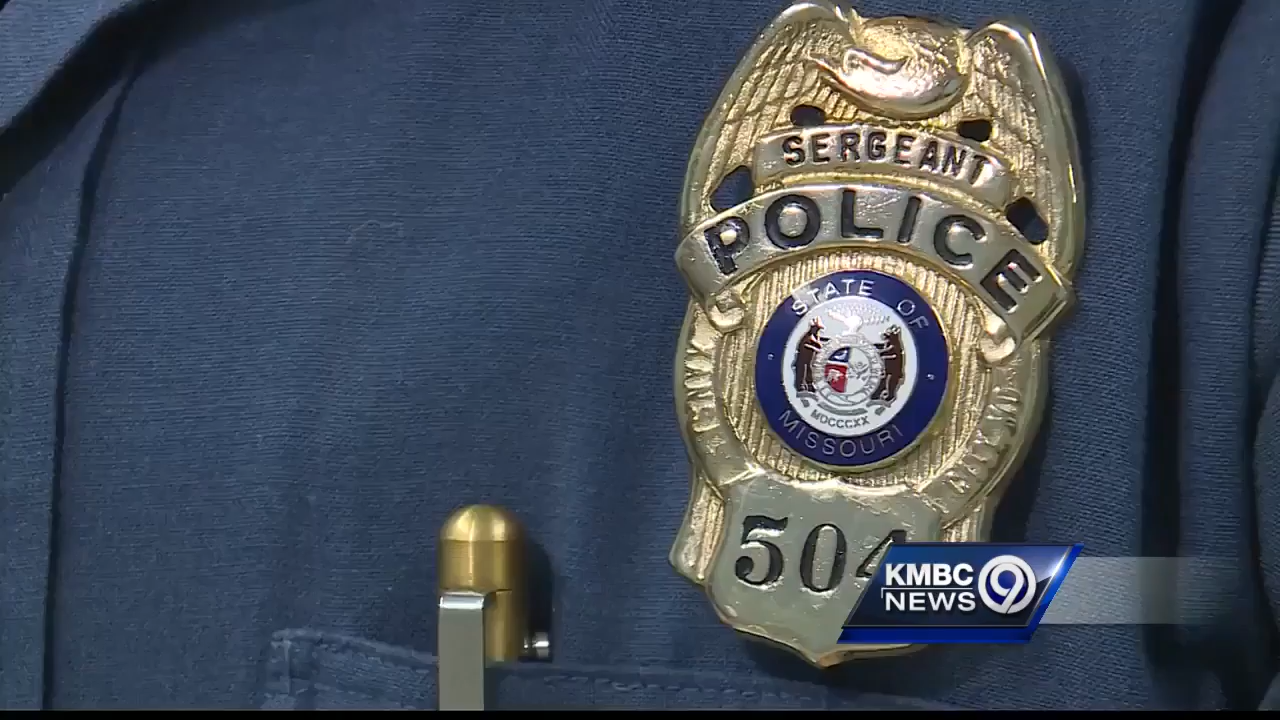 SERGEANT
POLICE
STATE OF
MDCCCXX
MISSOURI
504
KMBC 9
NEWS